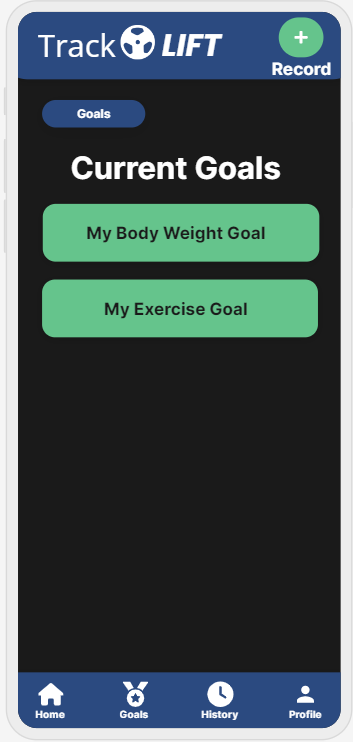 Track LIFT
+
Record
Goals
Current Goals
My Body Weight Goal
My Exercise Goal
Home Goals History Profile